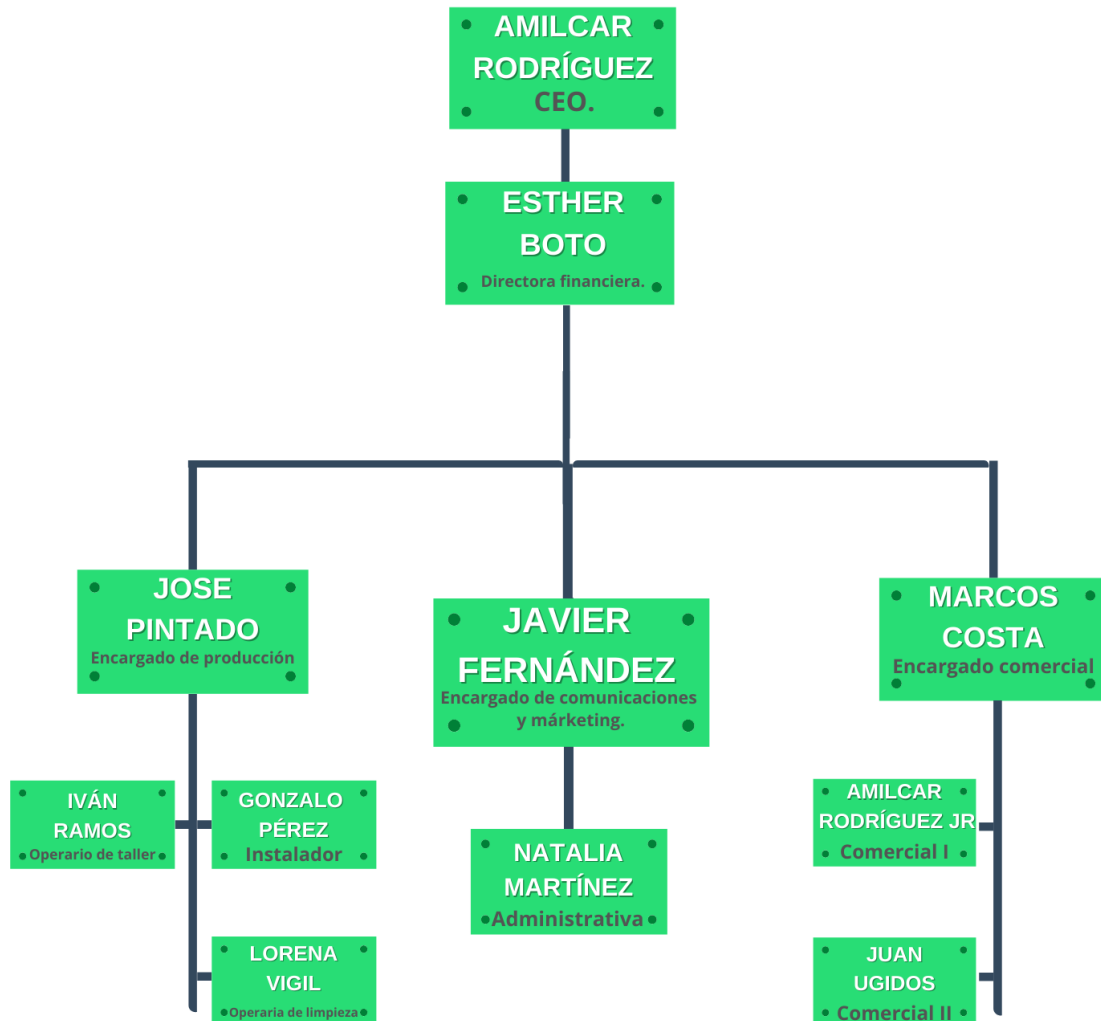 AMILCAR
RODRÍGUEZ
CEO.
ESTHER
BOTO
Directora financiera.
JOSE
PINTADO
Encargado de producción
JAVIER
FERNÁNDEZ
Encargado de comunicaciones
y márketing.
MARCOS
COSTA
Encargado comercial
IVÁN
RAMOS
Operario de taller
GONZALO
PÉREZ
Instalador
NATALIA
MARTÍNEZ
Administrativa
AMILCAR
RODRÍGUEZ JR
Comercial I
LORENA
VIGIL
Operaria de limpieza
JUAN
UGIDOS
Comercial II